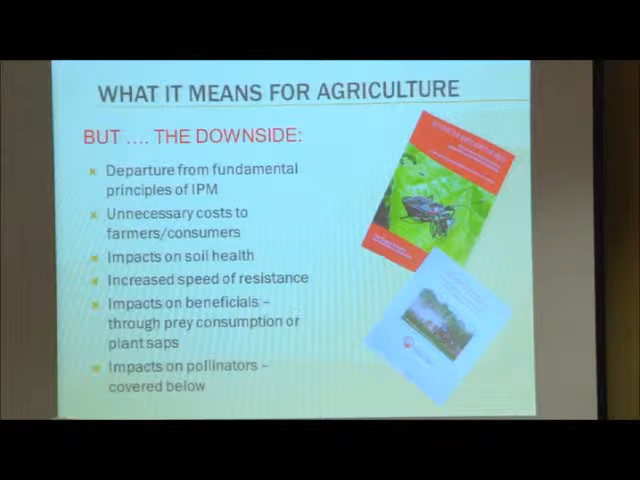 WHAT IT MEANS FOR AGRICULTURE
BUT .... THE DOWNSIDE:
Departure from fundamental
principles of IPM
Unnecessary costs to
farmers/consumers
Impacts on soil health
Increased speed of resistance
Impacts on beneficials –
through prey consumption or
plant saps
Impacts on pollinators –
covered below